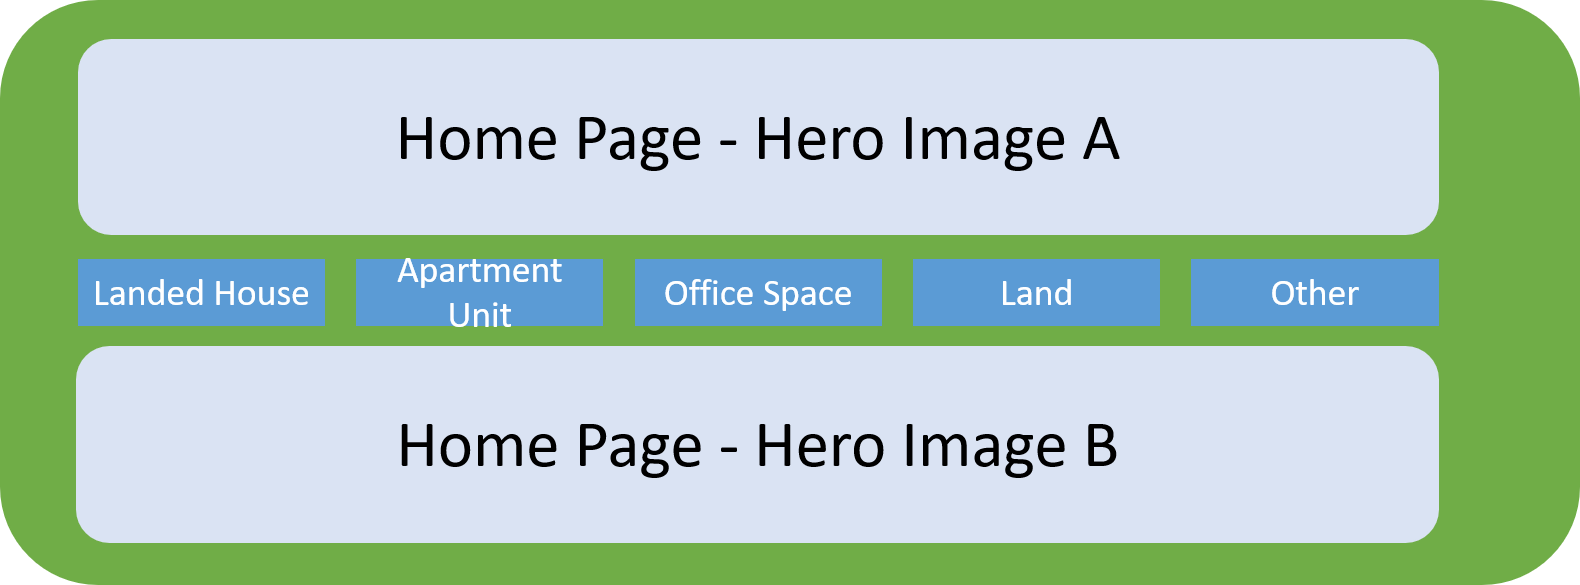 Home Page - Hero Image A
Landed House
Apartment
Unit
Office Space
Land
Other
Home Page - Hero Image B